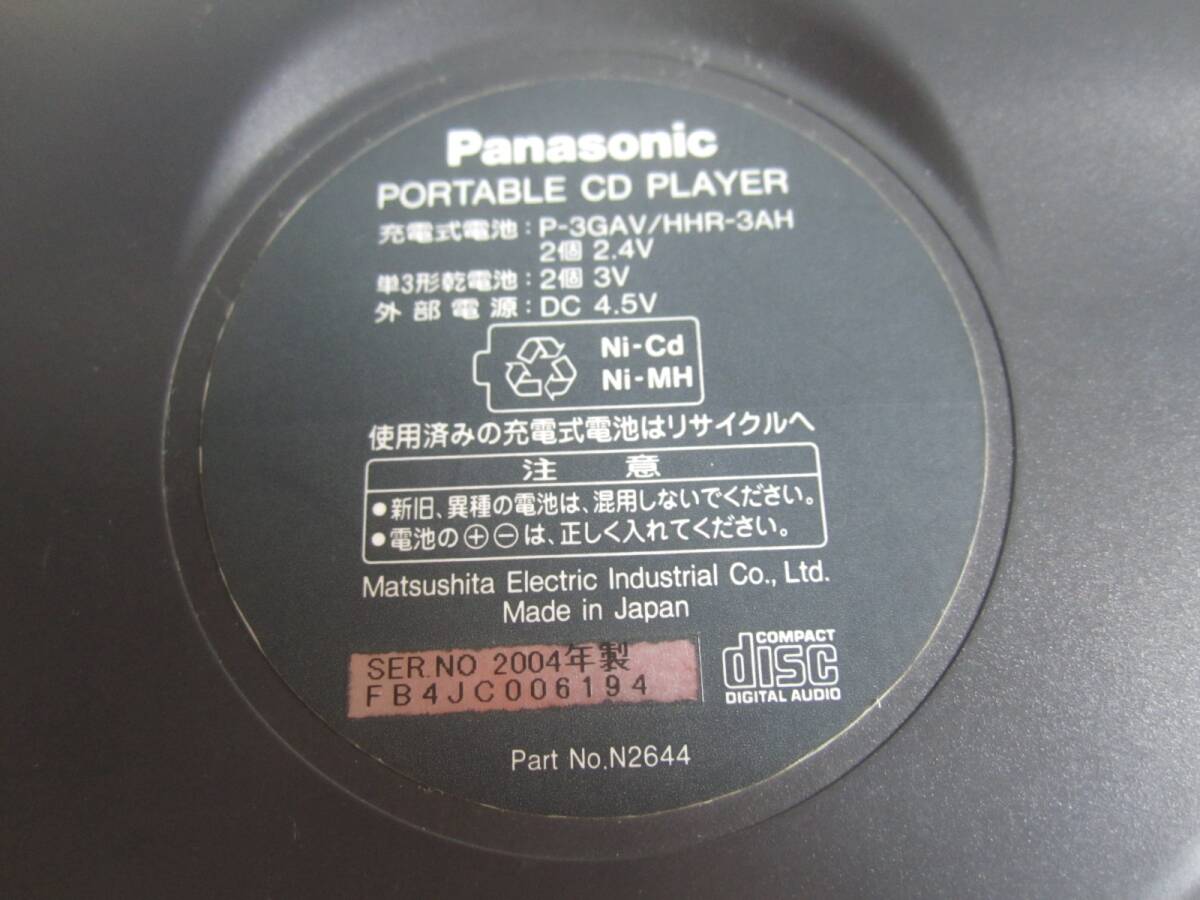 Panasonic
PORTABLE CD PLAYER
充電式電池:P-3GAV/HHR-3AH
2個 2.4V
単3形乾電池:2個 3V
外部電源:DC 4.5V
Ni-Cd
Ni-MH
使用済みの充電式電池はリサイクルへ
注 意
●新旧、異種の電池は、混用しないでください。
●電池の⊕⊖は、正しく入れてください。
Matsushita Electric Industrial Co., Ltd.
Made in Japan
SER.NO 2004年製
FB4JC006194
COMPACT
disc
DIGITAL AUDIO
Part No.N2644